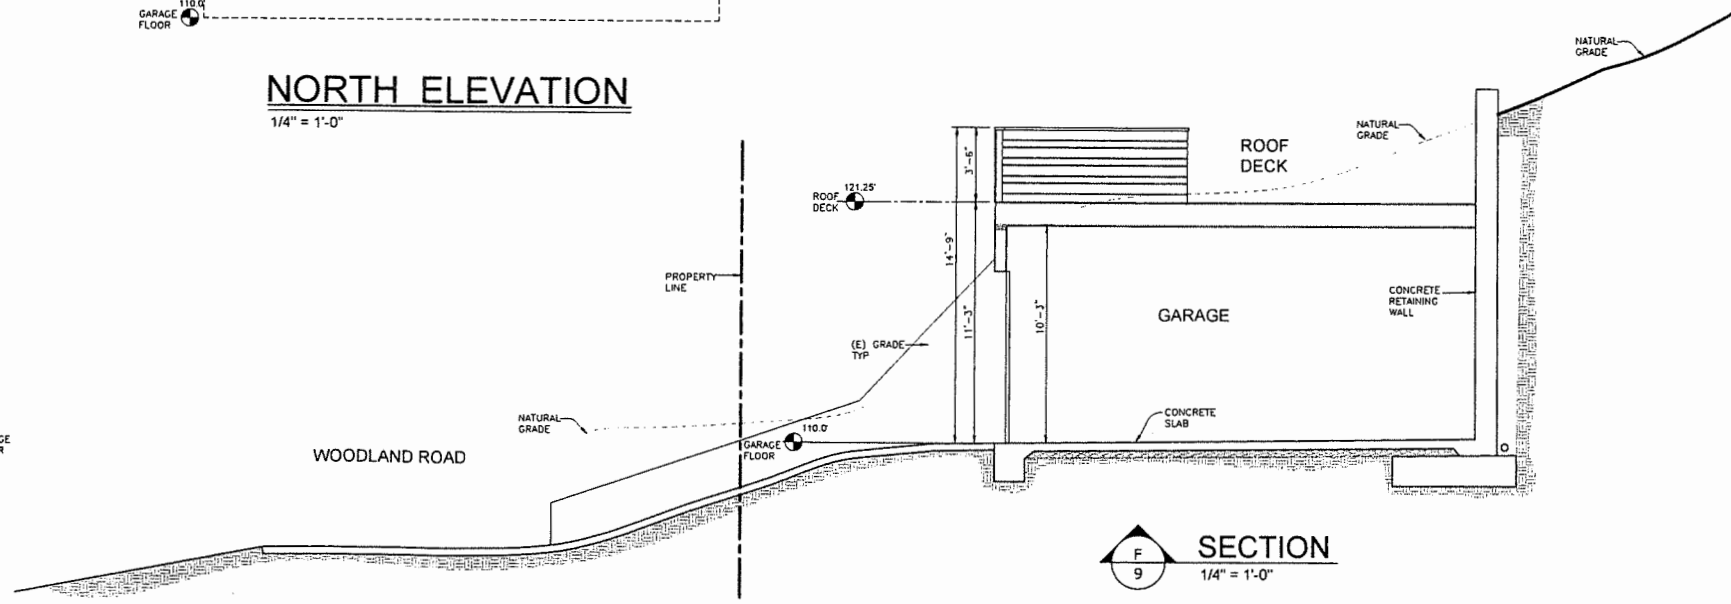 110.0'
GARAGE
FLOOR
NORTH ELEVATION
1/4" = 1'-0"
NATURAL
GRADE
NATURAL
GRADE
ROOF
DECK
3'-6"
121.25'
ROOF
DECK
14'-9"
PROPERTY
LINE
11'-3"
10'-3"
GARAGE
CONCRETE
RETAINING
WALL
(E) GRADE
TYP
NATURAL
GRADE
CONCRETE
SLAB
110.0'
GARAGE
FLOOR
WOODLAND ROAD
F
9
SECTION
1/4" = 1'-0"